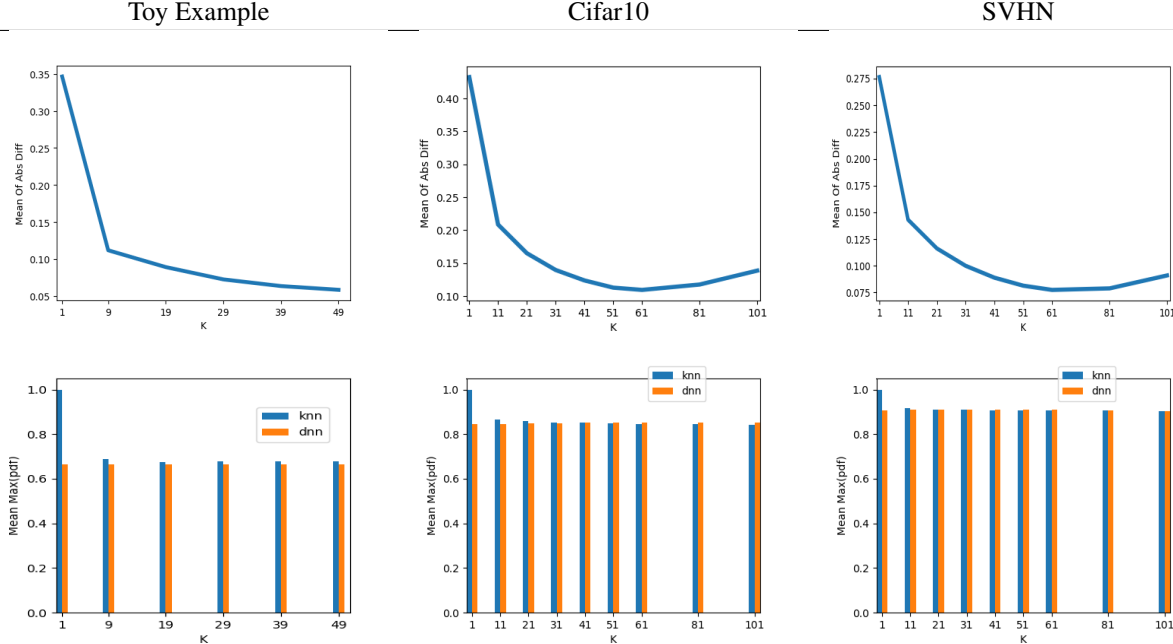 Toy Example Cifar10 SVHN
0.35
0.30
0.25
0.20
0.15
0.10
0.05
Mean Of Abs Diff
1 9 19 29 39 49
K
0.40
0.35
0.30
0.25
0.20
0.15
0.10
Mean Of Abs Diff
1 11 21 31 41 51 61 81 101
K
0.275
0.250
0.225
0.200
0.175
0.150
0.125
0.100
0.075
Mean Of Abs Diff
1 11 21 31 41 51 61 81 101
K
1.0
0.8
0.6
0.4
0.2
0.0
Mean Max(pdf)
knn
dnn
1 9 19 29 39 49
K
1.0
0.8
0.6
0.4
0.2
0.0
Mean Max(pdf)
knn
dnn
1 11 21 31 41 51 61 81 101
K
1.0
0.8
0.6
0.4
0.2
0.0
Mean Max(pdf)
knn
dnn
1 11 21 31 41 51 61 81 101
K